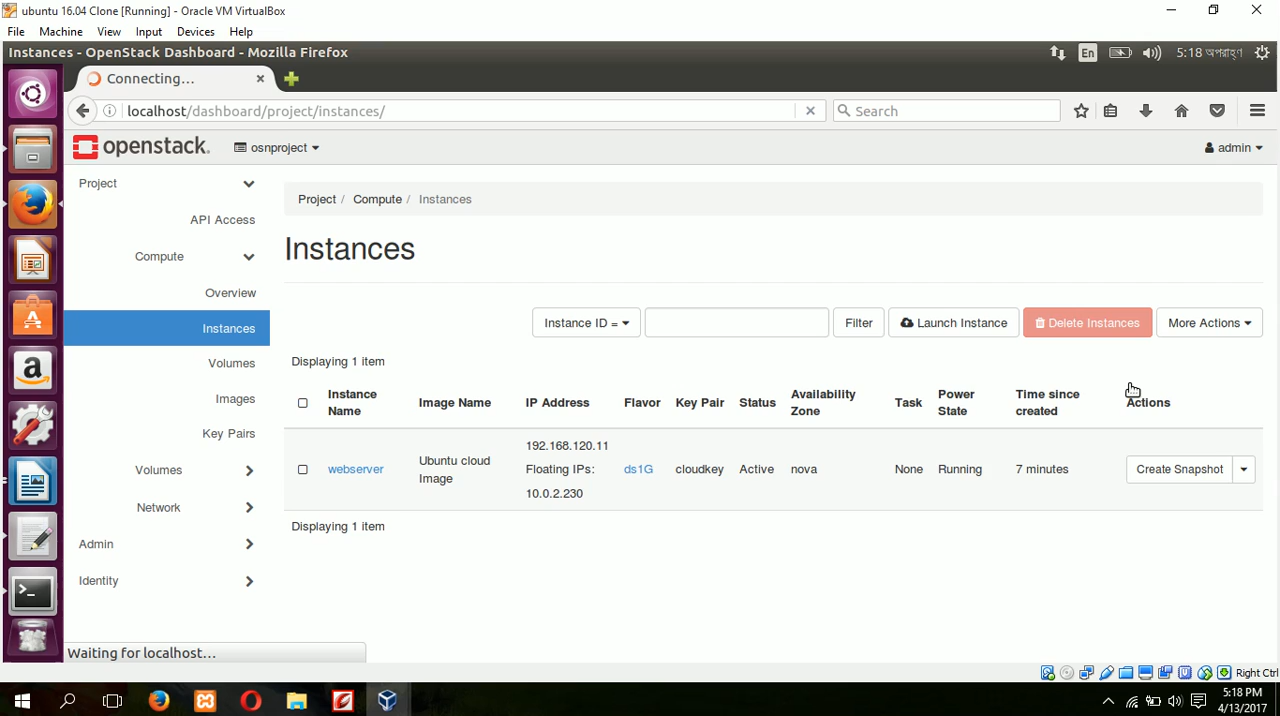 ubuntu 16.04 Clone [Running] - Oracle VM VirtualBox
File Machine View Input Devices Help
Instances - OpenStack Dashboard - Mozilla Firefox
En
5:18 অপরাহ্ণ
Connecting...
localhost/dashboard/project/instances/
Search
openstack.
osnproject
admin
Project
API Access
Compute
Overview
Instances
Volumes
Images
Key Pairs
Volumes
Network
Admin
Identity
Project / Compute / Instances
Instances
Instance ID =
Filter
Launch Instance
Delete Instances
More Actions
Displaying 1 item
Instance Name Image Name IP Address Flavor Key Pair Status Availability Zone Task Power State Time since created Actions
webserver Ubuntu cloud Image 192.168.120.11 Floating IPs: 10.0.2.230 ds1G cloudkey Active nova None Running 7 minutes Create Snapshot
Displaying 1 item
Waiting for localhost...
Right Ctrl
5:18 PM
4/13/2017